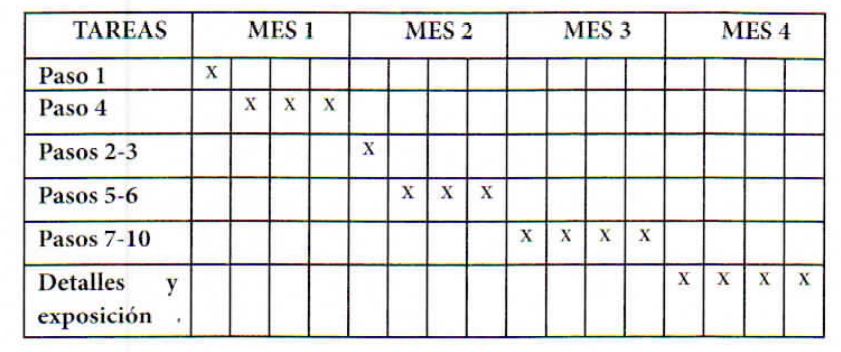 TAREAS MES 1 MES 2 MES 3 MES 4
Paso 1 x
Paso 4 x x x
Pasos 2-3 x
Pasos 5-6 x x x
Pasos 7-10 x x x x
Detalles y x x x x
exposición .